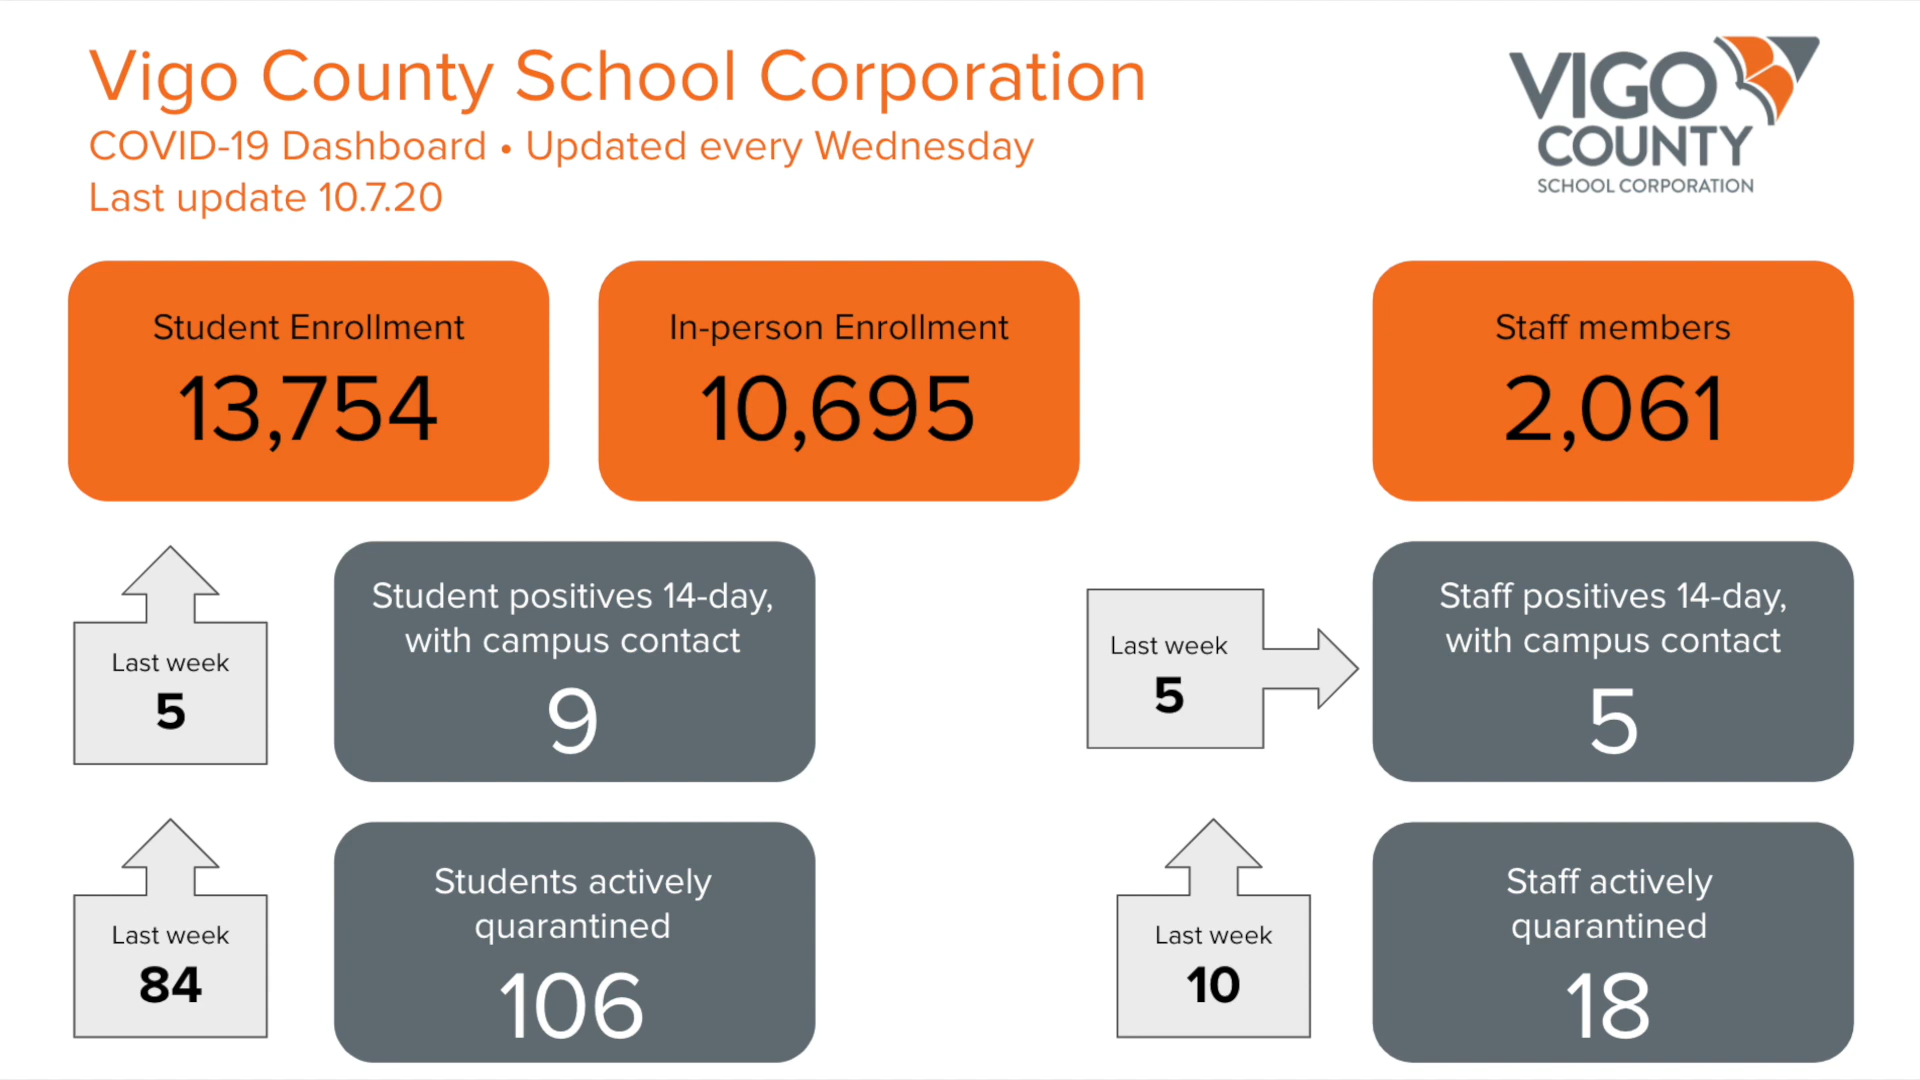 Vigo County School Corporation
COVID-19 Dashboard • Updated every Wednesday
Last update 10.7.20
VIGO
COUNTY
SCHOOL CORPORATION
Student Enrollment
13,754
In-person Enrollment
10,695
Staff members
2,061
Last week
5
Student positives 14-day,
with campus contact
9
Last week
5
Staff positives 14-day,
with campus contact
5
Last week
84
Students actively
quarantined
106
Last week
10
Staff actively
quarantined
18